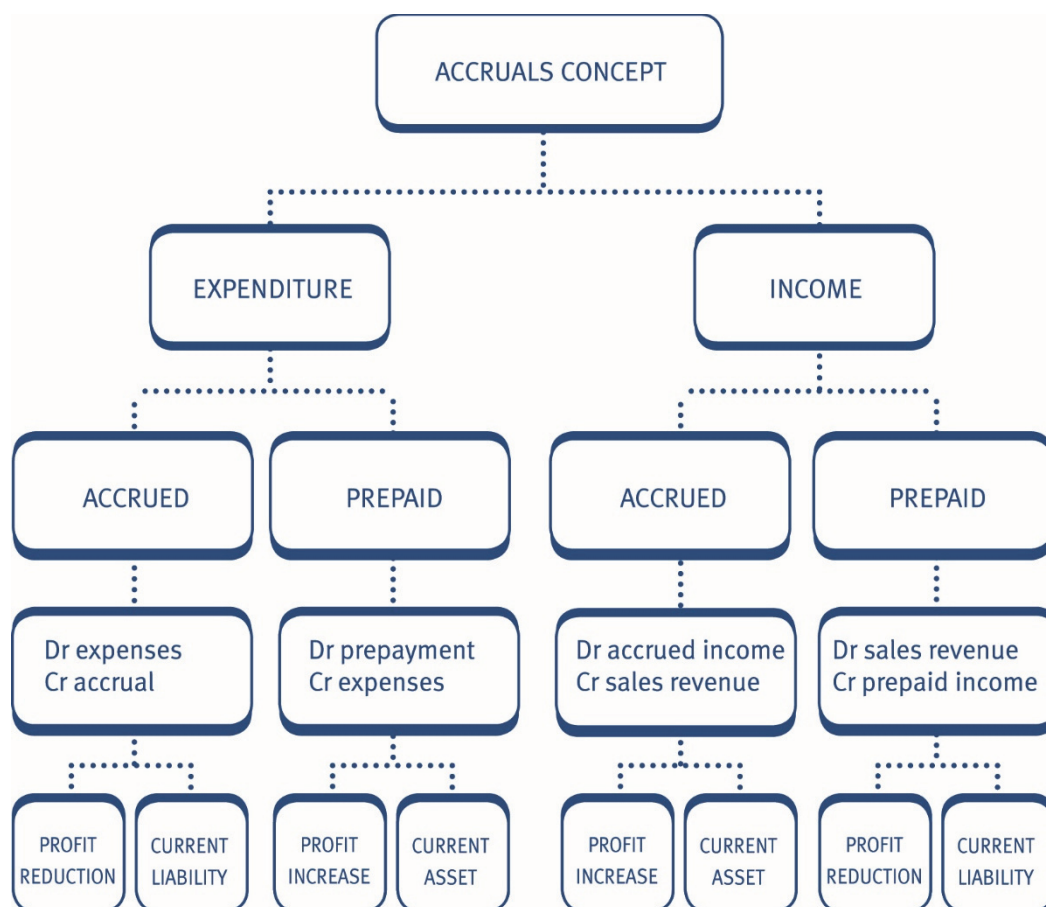 ACCRUALS CONCEPT
EXPENDITURE
INCOME
ACCRUED
PREPAID
ACCRUED
PREPAID
Dr expenses
Cr accrual
Dr prepayment
Cr expenses
Dr accrued income
Cr sales revenue
Dr sales revenue
Cr prepaid income
PROFIT
REDUCTION
CURRENT
LIABILITY
PROFIT
INCREASE
CURRENT
ASSET
PROFIT
INCREASE
CURRENT
ASSET
PROFIT
REDUCTION
CURRENT
LIABILITY